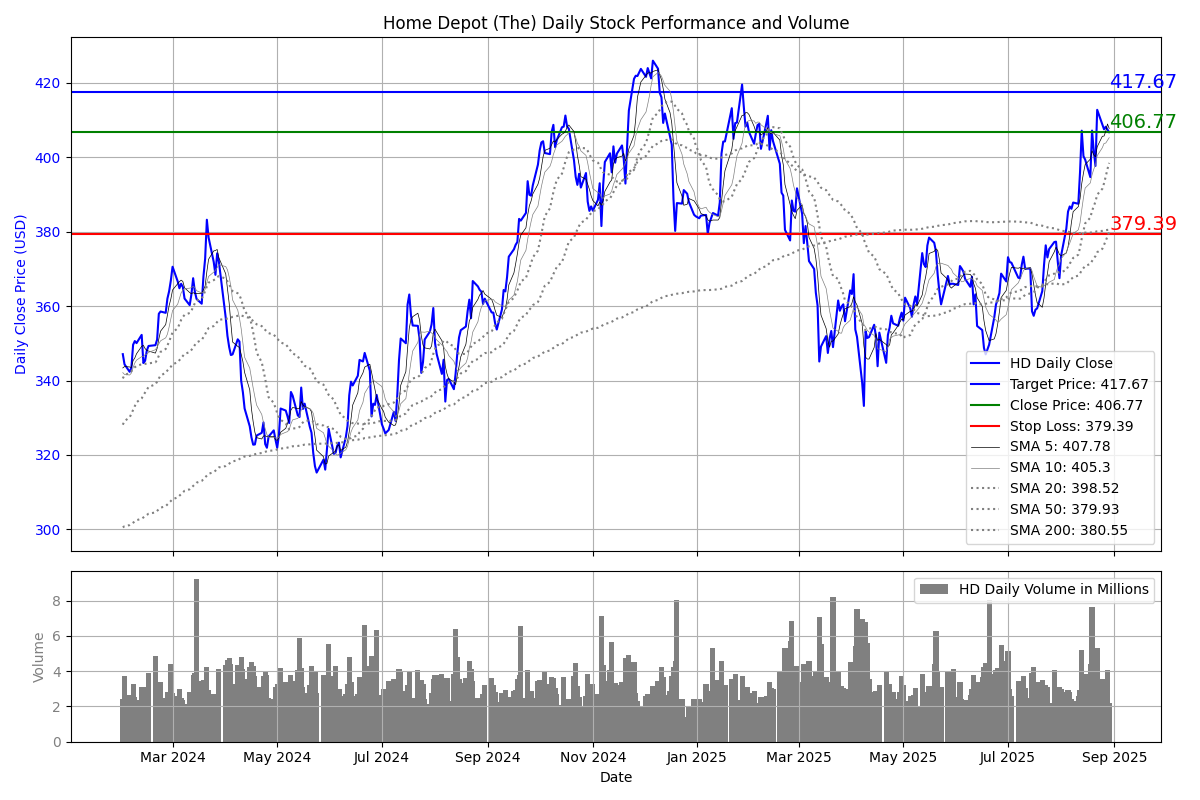 Home Depot (The) Daily Stock Performance and Volume
Daily Close Price (USD)
420
400
380
360
340
320
300
417.67
406.77
379.39
HD Daily Close
Target Price: 417.67
Close Price: 406.77
Stop Loss: 379.39
SMA 5: 407.78
SMA 10: 405.3
SMA 20: 398.52
SMA 50: 379.93
SMA 200: 380.55
Volume
8
6
4
2
0
HD Daily Volume in Millions
Mar 2024 May 2024 Jul 2024 Sep 2024 Nov 2024 Jan 2025 Mar 2025 May 2025 Jul 2025 Sep 2025
Date